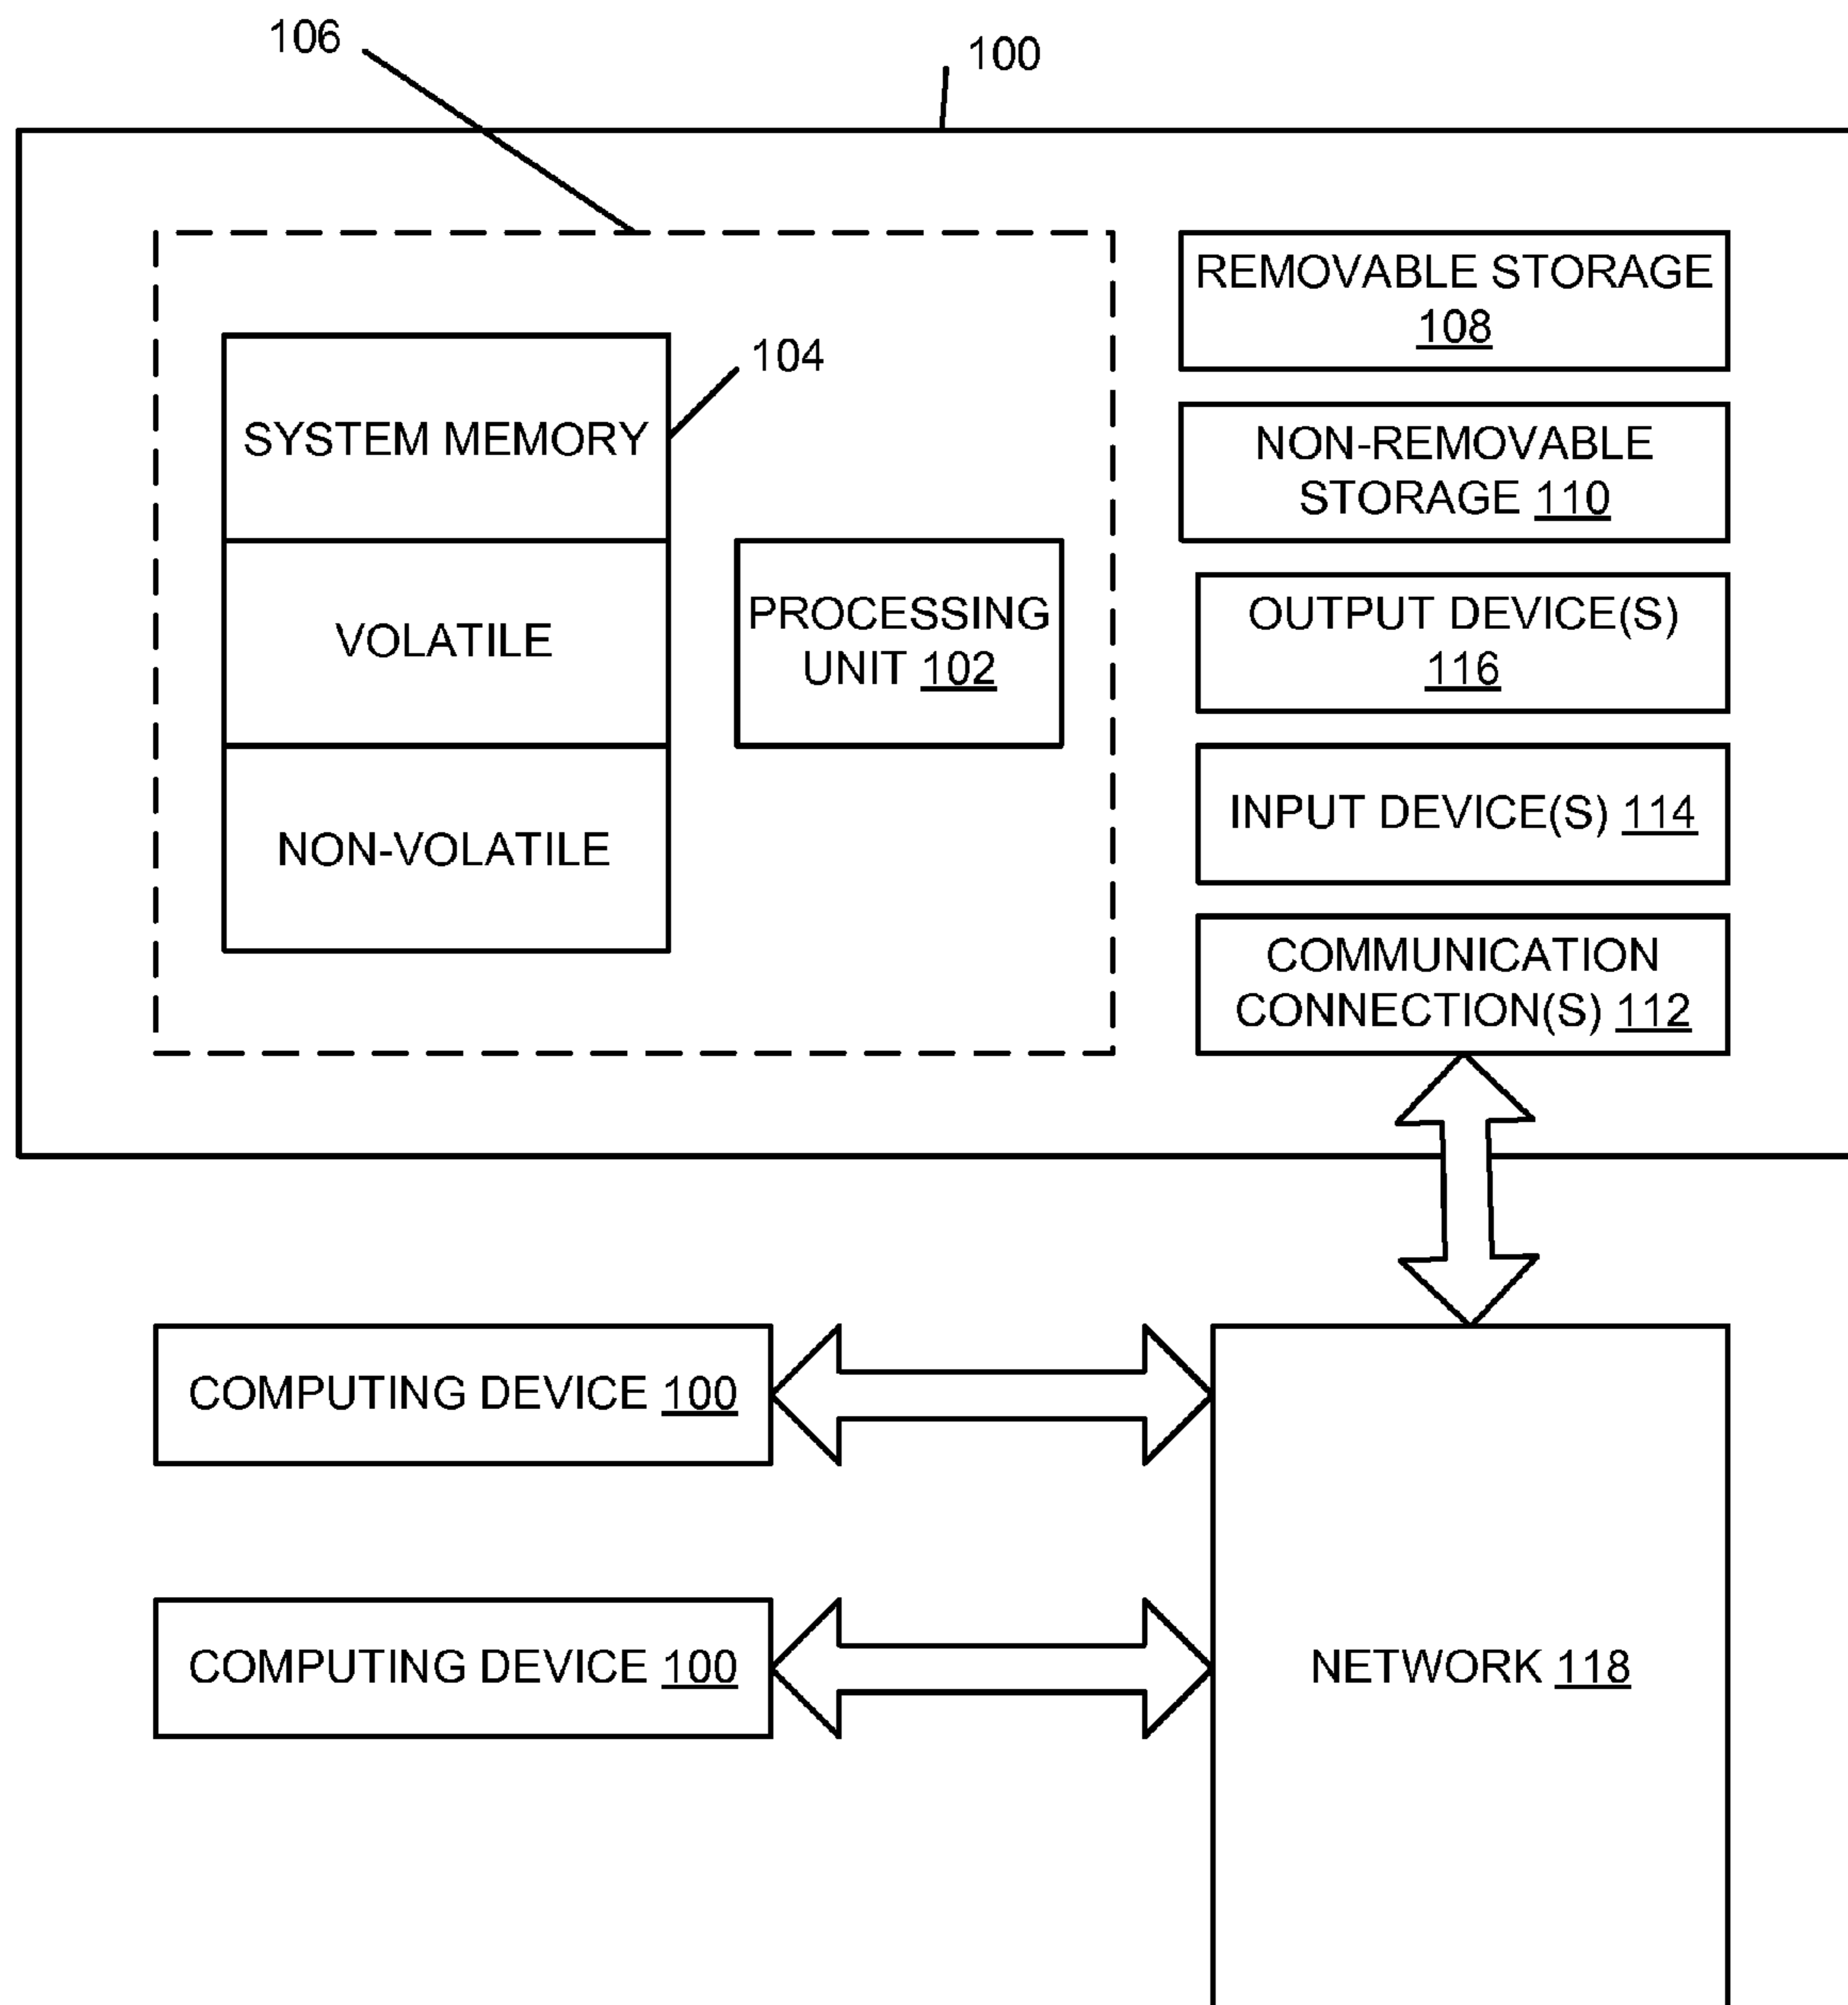 106
100
REMOVABLE STORAGE
108
104
SYSTEM MEMORY
NON-REMOVABLE
STORAGE 110
VOLATILE
PROCESSING
UNIT 102
OUTPUT DEVICE(S)
116
NON-VOLATILE
INPUT DEVICE(S) 114
COMMUNICATION
CONNECTION(S) 112
COMPUTING DEVICE 100
COMPUTING DEVICE 100
NETWORK 118